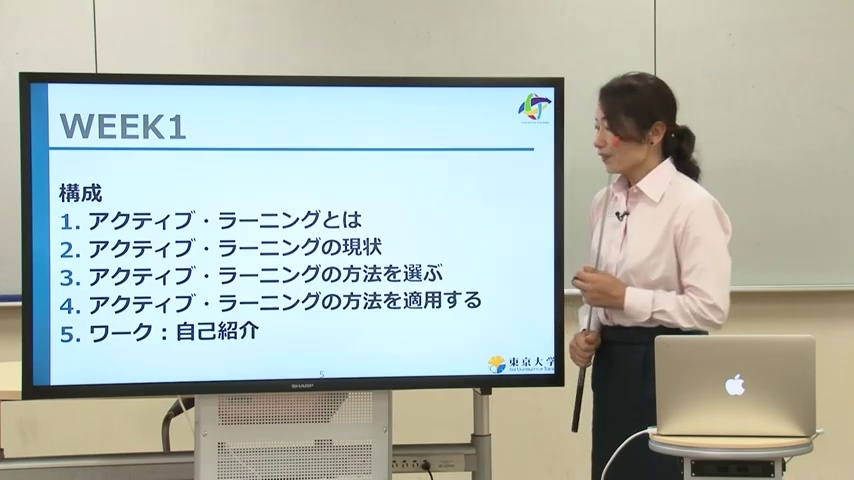 WEEK1
構成
1. アクティブ・ラーニングとは
2. アクティブ・ラーニングの現状
3. アクティブ・ラーニングの方法を選ぶ
4. アクティブ・ラーニングの方法を適用する
5. ワーク：自己紹介
5
東京大学
SHARP